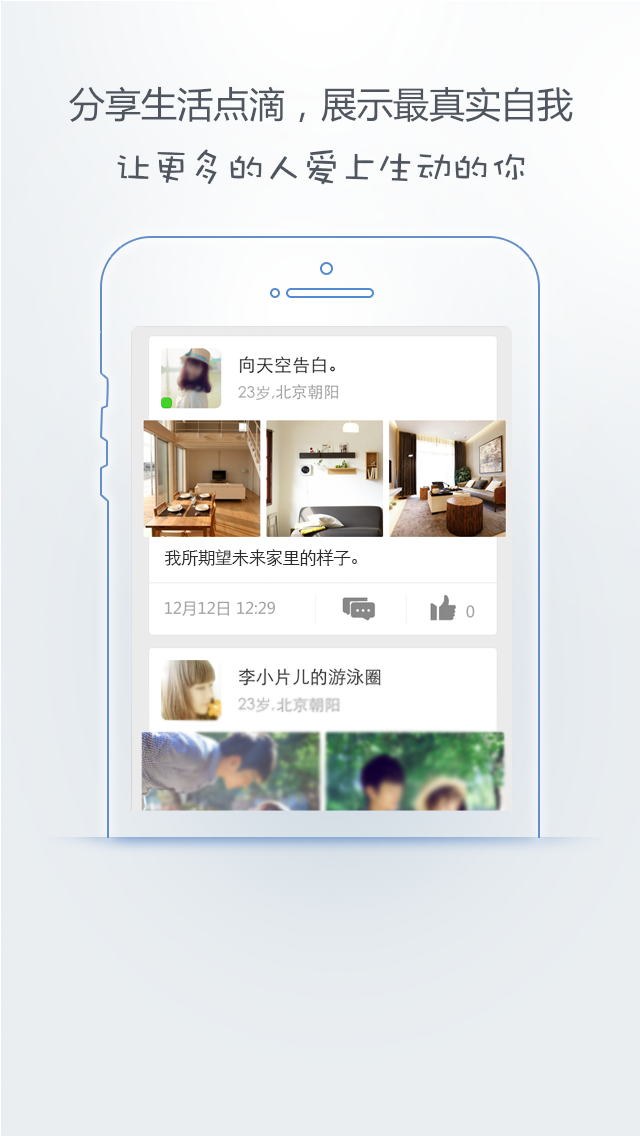 分享生活点滴，展示最真实自我
让更多的人爱上生动的你
向天空告白。
23岁.北京朝阳
我所期望未来家里的样子。
12月12日 12:29
0
李小片儿的游泳圈
23岁.北京朝阳